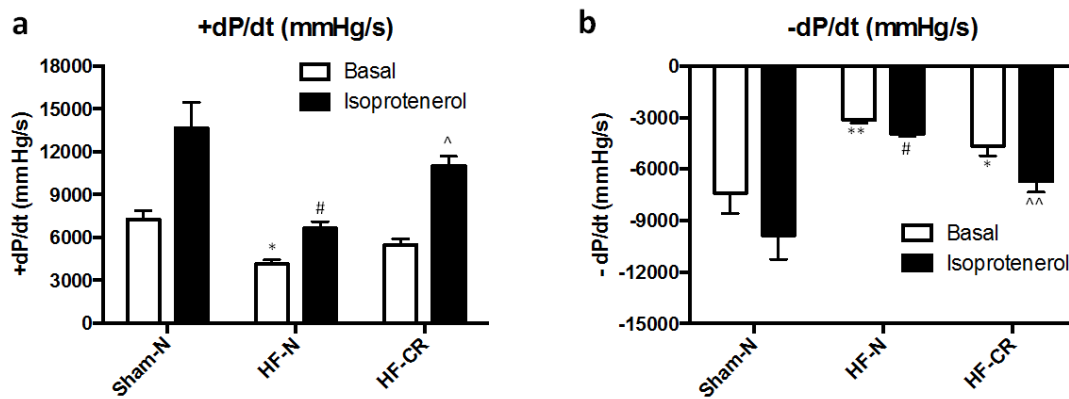 a
+dP/dt (mmHg/s)
+dP/dt (mmHg/s)
18000
15000
12000
9000
6000
3000
0
Basal
Isoprotenerol
*
#
^
Sham-N
HF-N
HF-CR
b
-dP/dt (mmHg/s)
- dP/dt (mmHg/s)
0
-3000
-6000
-9000
-12000
-15000
**
#
*
^^
Basal
Isoprotenerol
Sham-N
HF-N
HF-CR